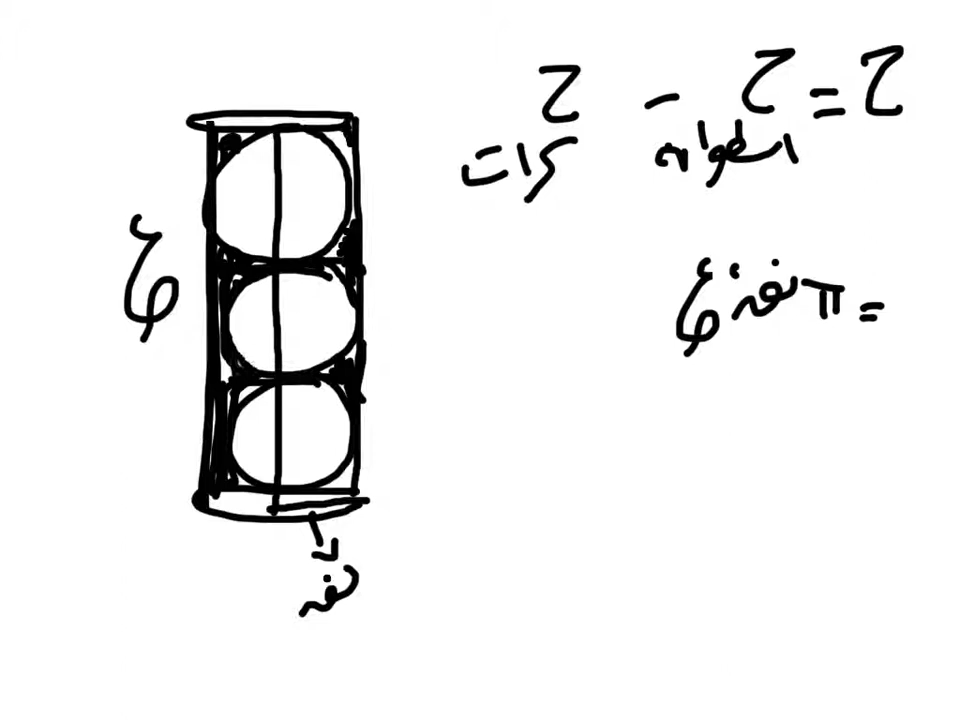 ح = ح - ح
اسطوانة كرات
= π نق² ع
ع
نق